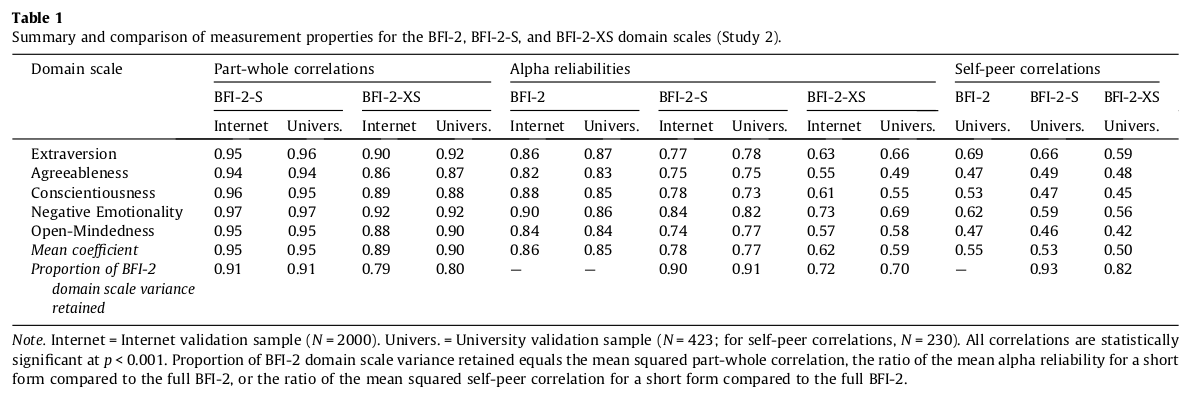 Table 1
Summary and comparison of measurement properties for the BFI-2, BFI-2-S, and BFI-2-XS domain scales (Study 2).
Domain scale Part-whole correlations Alpha reliabilities Self-peer correlations
BFI-2-S BFI-2-XS BFI-2 BFI-2-S BFI-2-XS BFI-2 BFI-2-S BFI-2-XS
Internet Univers. Internet Univers. Internet Univers. Internet Univers. Internet Univers. Univers. Univers. Univers.
Extraversion 0.95 0.96 0.90 0.92 0.86 0.87 0.77 0.78 0.63 0.66 0.69 0.66 0.59
Agreeableness 0.94 0.94 0.86 0.87 0.82 0.83 0.75 0.75 0.55 0.49 0.47 0.49 0.48
Conscientiousness 0.96 0.95 0.89 0.88 0.88 0.85 0.78 0.73 0.61 0.55 0.53 0.47 0.45
Negative Emotionality 0.97 0.97 0.92 0.92 0.90 0.86 0.84 0.82 0.73 0.69 0.62 0.59 0.56
Open-Mindedness 0.95 0.95 0.88 0.90 0.84 0.84 0.74 0.77 0.57 0.58 0.47 0.46 0.42
Mean coefficient 0.95 0.95 0.89 0.90 0.86 0.85 0.78 0.77 0.62 0.59 0.55 0.53 0.50
Proportion of BFI-2 0.91 0.91 0.79 0.80 — — 0.90 0.91 0.72 0.70 — 0.93 0.82
domain scale variance
retained
Note. Internet = Internet validation sample (N = 2000). Univers. = University validation sample (N = 423; for self-peer correlations, N = 230). All correlations are statistically
significant at p < 0.001. Proportion of BFI-2 domain scale variance retained equals the mean squared part-whole correlation, the ratio of the mean alpha reliability for a short
form compared to the full BFI-2, or the ratio of the mean squared self-peer correlation for a short form compared to the full BFI-2.